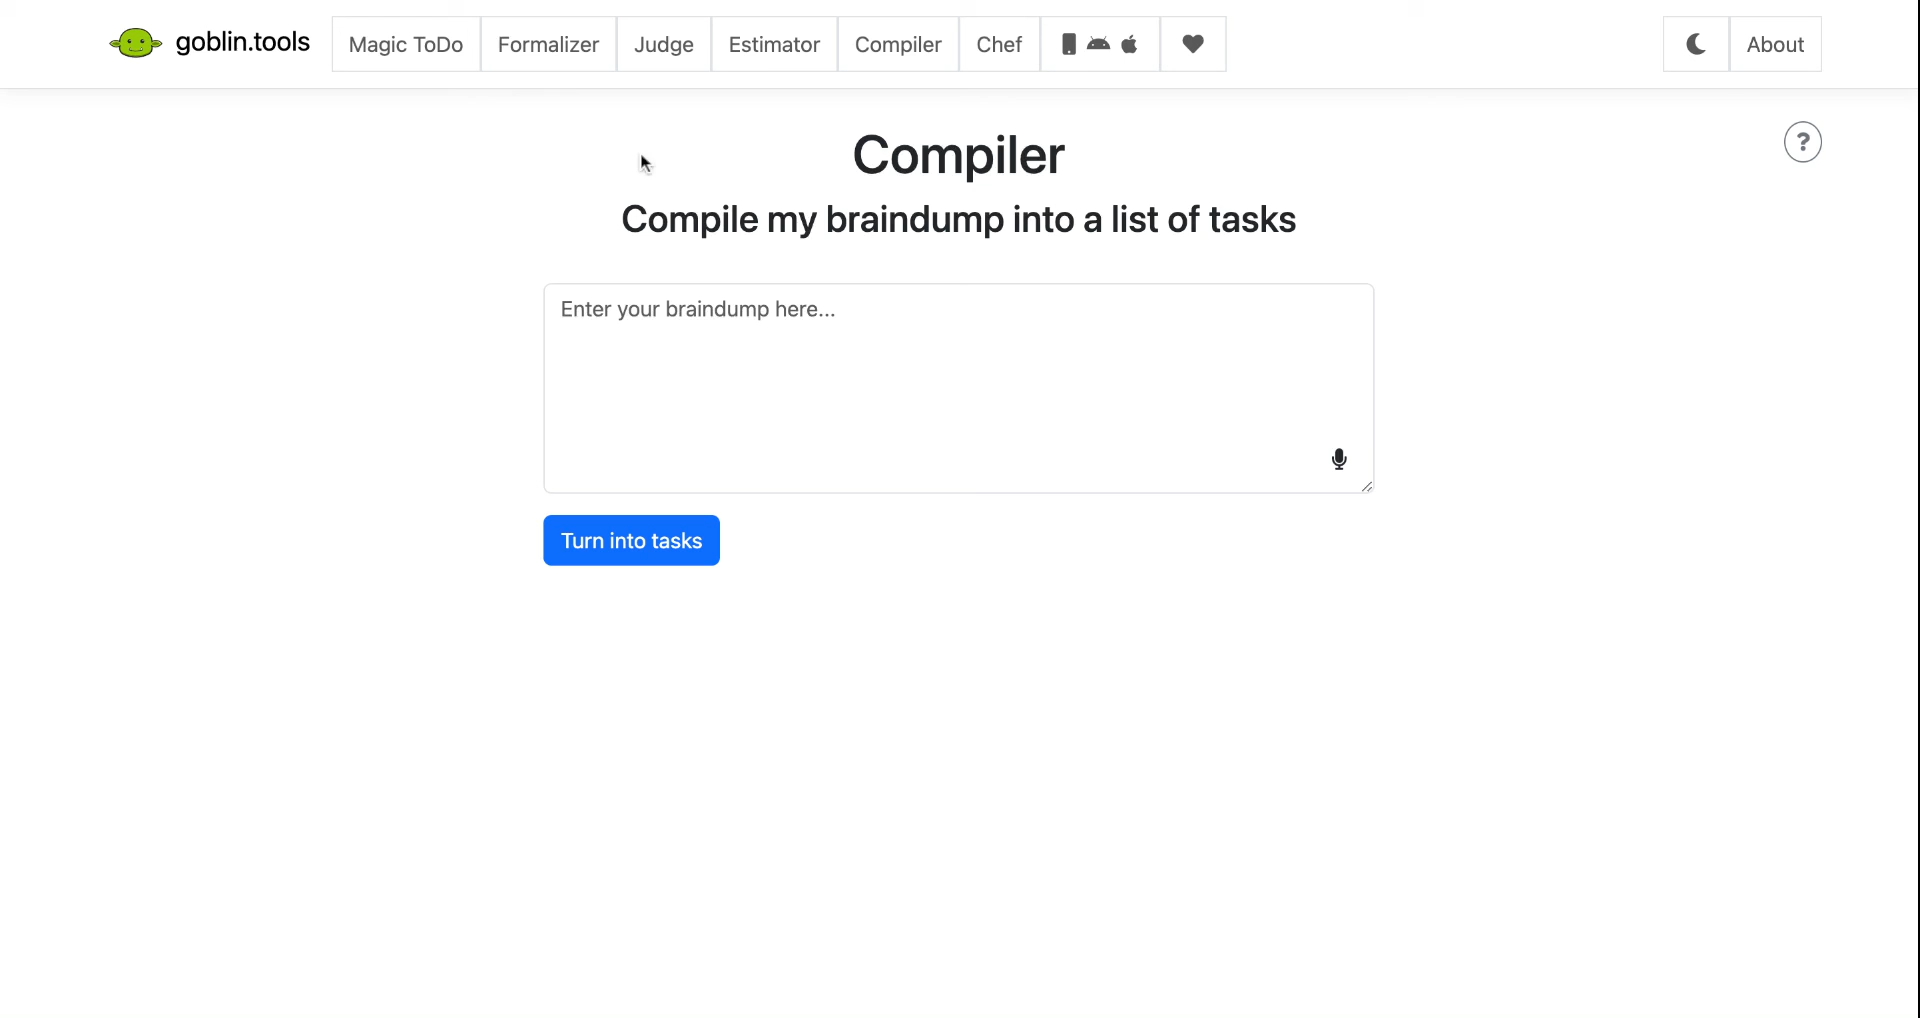 goblin.tools
Magic ToDo
Formalizer
Judge
Estimator
Compiler
Chef
About
?
Compiler
Compile my braindump into a list of tasks
Enter your braindump here...
Turn into tasks